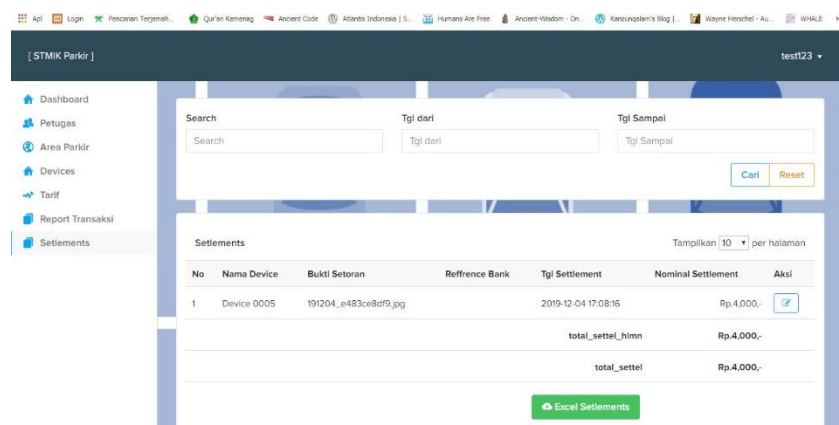 Apl Login Pencarian Terjemah... Qur'an Kemenag Ancient Code Atlantis Indonesia | S... Humans Are Free Ancient-Wisdom - On... Kanzunqalam's Blog |... Wayne Herschel - Au... WHALE
[ STMIK Parkir ] test123
Dashboard
Petugas
Area Parkir
Devices
Tarif
Report Transaksi
Setlements
Search Tgl dari Tgl Sampai
Search Tgl dari Tgl Sampai
Cari Reset
Setlements Tampilkan 10 per halaman
No Nama Device Bukti Setoran Reffrence Bank Tgl Settlement Nominal Settlement Aksi
1 Device 0005 191204_e483ce8df9.jpg 2019-12-04 17:08:16 Rp.4,000,-
total_settel_hlmn Rp.4,000,-
total_settel Rp.4,000,-
Excel Setlements